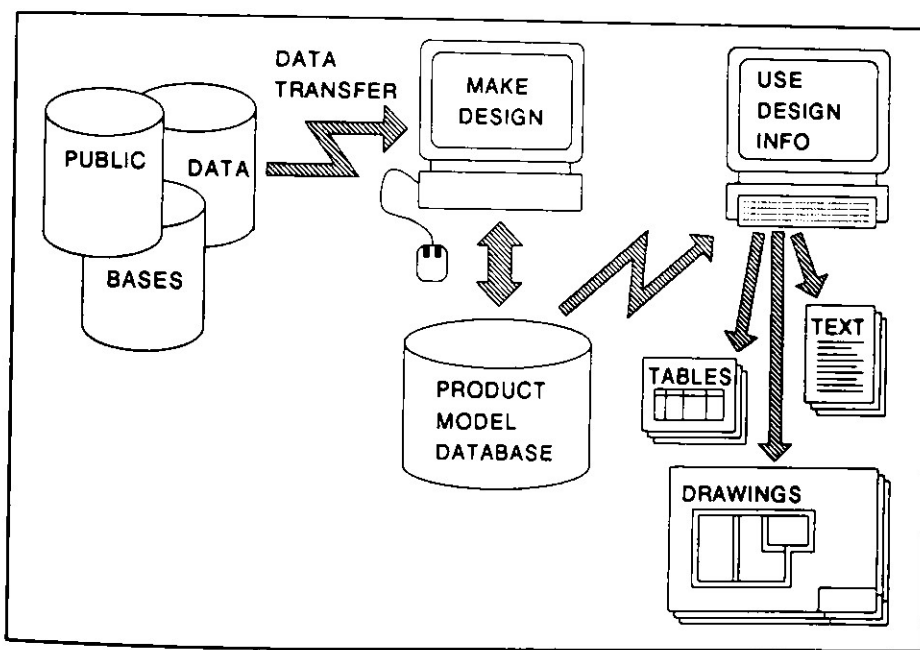 PUBLIC
DATA
BASES
DATA
TRANSFER
MAKE
DESIGN
PRODUCT
MODEL
DATABASE
USE
DESIGN
INFO
TABLES
TEXT
DRAWINGS